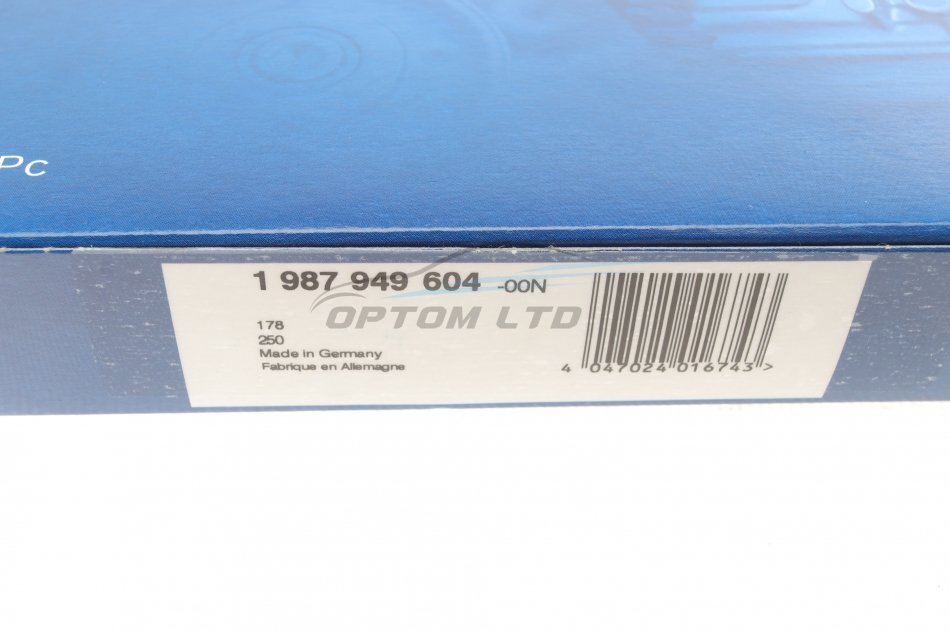 Pc
1 987 949 604 -00N
OPTOM LTD
178
250
Made in Germany
Fabrique en Allemagne
4 047024 016743 >